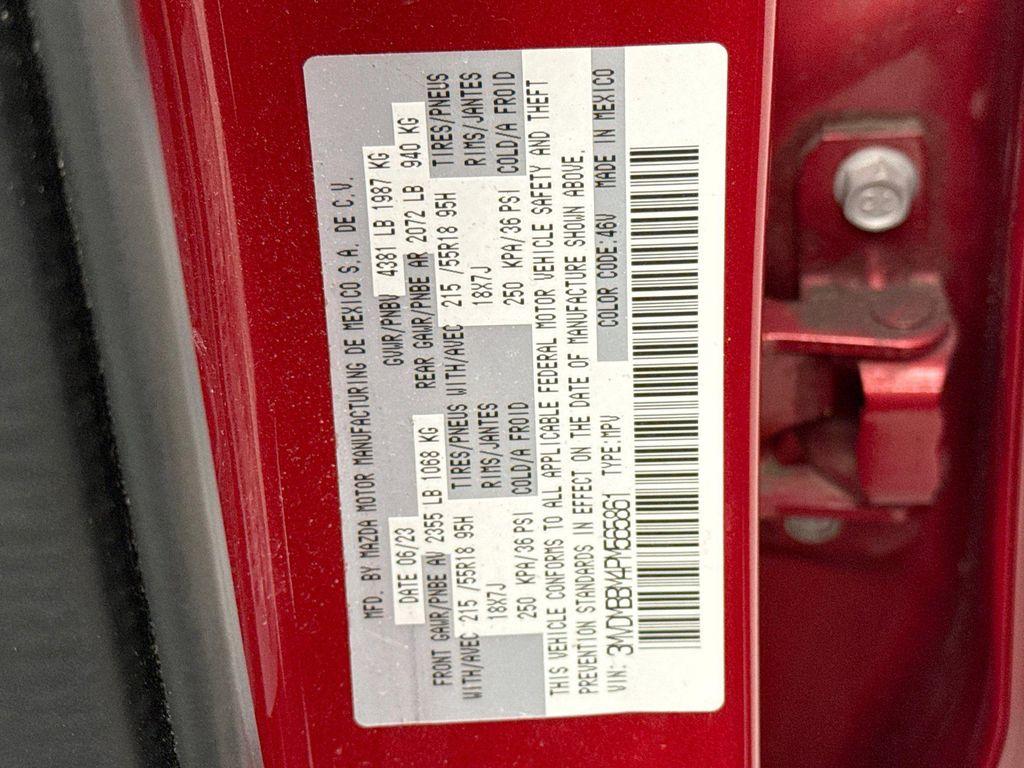 MFD. BY MAZDA MOTOR MANUFACTURING DE MEXICO S.A. DE C.V.
DATE 06/23 GVWR/PNBV 4381 LB 1987 KG
FRONT GAWR/PNBE AV 2355 LB 1068 KG REAR GAWR/PNBE AR 2072 LB 940 KG
WITH/AVEC 215 /55R18 95H TIRES/PNEUS WITH/AVEC 215 /55R18 95H TIRES/PNEUS
18X7J RIMS/JANTES 18X7J RIMS/JANTES
250 KPA/36 PSI COLD/A FROID 250 KPA/36 PSI COLD/A FROID
THIS VEHICLE CONFORMS TO ALL APPLICABLE FEDERAL MOTOR VEHICLE SAFETY AND THEFT
PREVENTION STANDARDS IN EFFECT ON THE DATE OF MANUFACTURE SHOWN ABOVE.
VIN: 3MVDMBBM4PM565861 TYPE:MPV COLOR CODE:46V MADE IN MEXICO